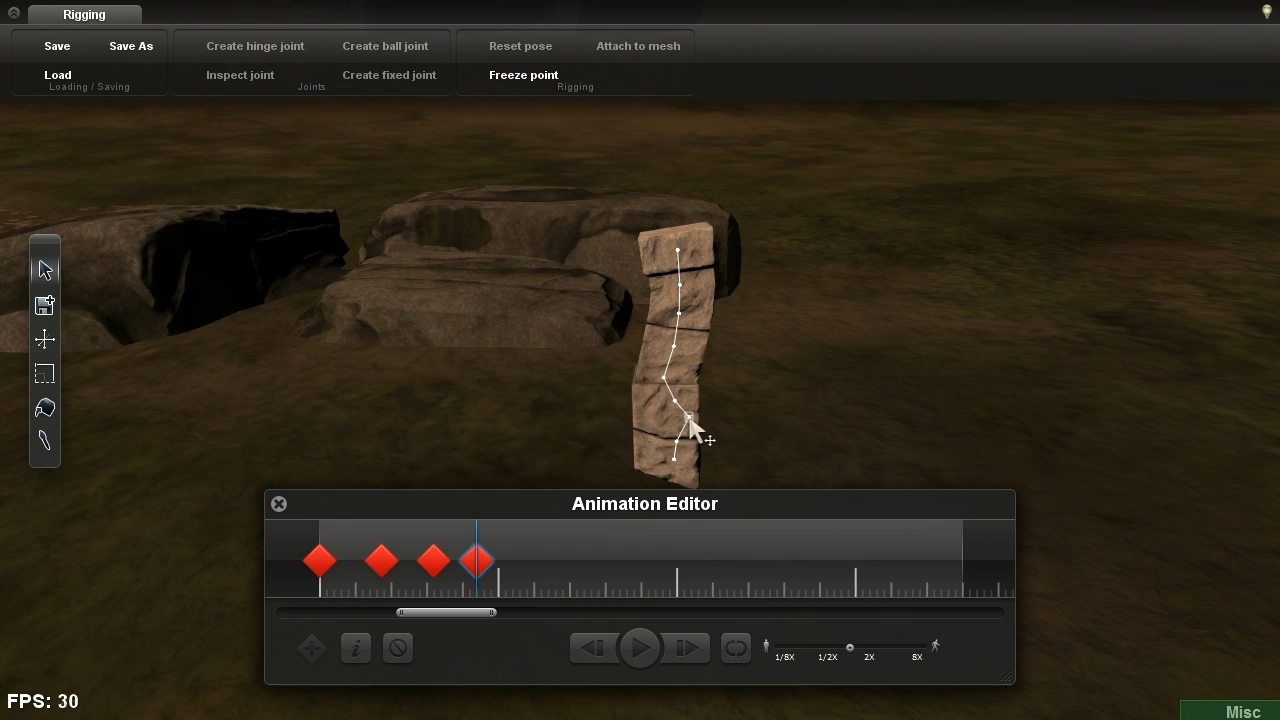 Rigging
Save Save As Create hinge joint Create ball joint Reset pose Attach to mesh
Load Inspect joint Create fixed joint Freeze point
Loading / Saving Joints Rigging
Animation Editor
1/8X 1/2X 2X 8X
FPS: 30
Misc